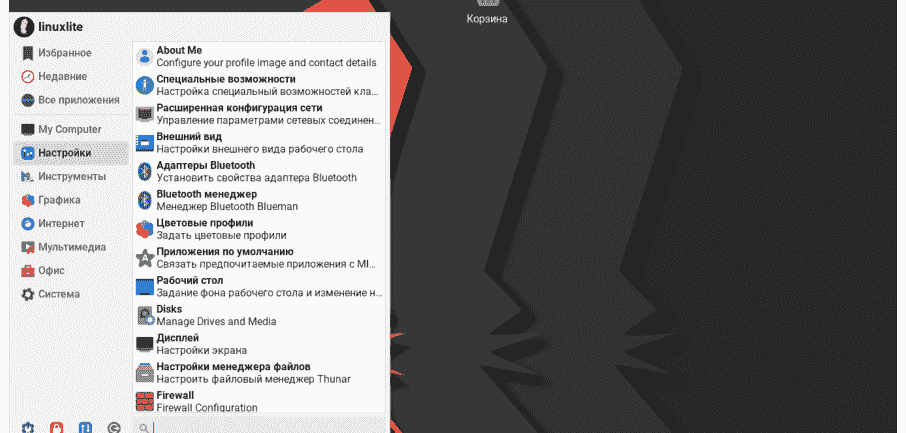 Корзина
linuxlite
Избранное
Недавние
Все приложения
My Computer
Настройки
Инструменты
Графика
Интернет
Мультимедиа
Офис
Система
About Me
Configure your profile image and contact details
Специальные возможности
Настройка специальный возможностей кла...
Расширенная конфигурация сети
Управление параметрами сетевых соединен...
Внешний вид
Настройки внешнего вида рабочего стола
Адаптеры Bluetooth
Установить свойства адаптера Bluetooth
Bluetooth менеджер
Менеджер Bluetooth Blueman
Цветовые профили
Задать цветовые профили
Приложения по умолчанию
Связать предпочитаемые приложения с MI...
Рабочий стол
Задание фона рабочего стола и изменение н...
Disks
Manage Drives and Media
Дисплей
Настройки экрана
Настройки менеджера файлов
Настроить файловый менеджер Thunar
Firewall
Firewall Configuration